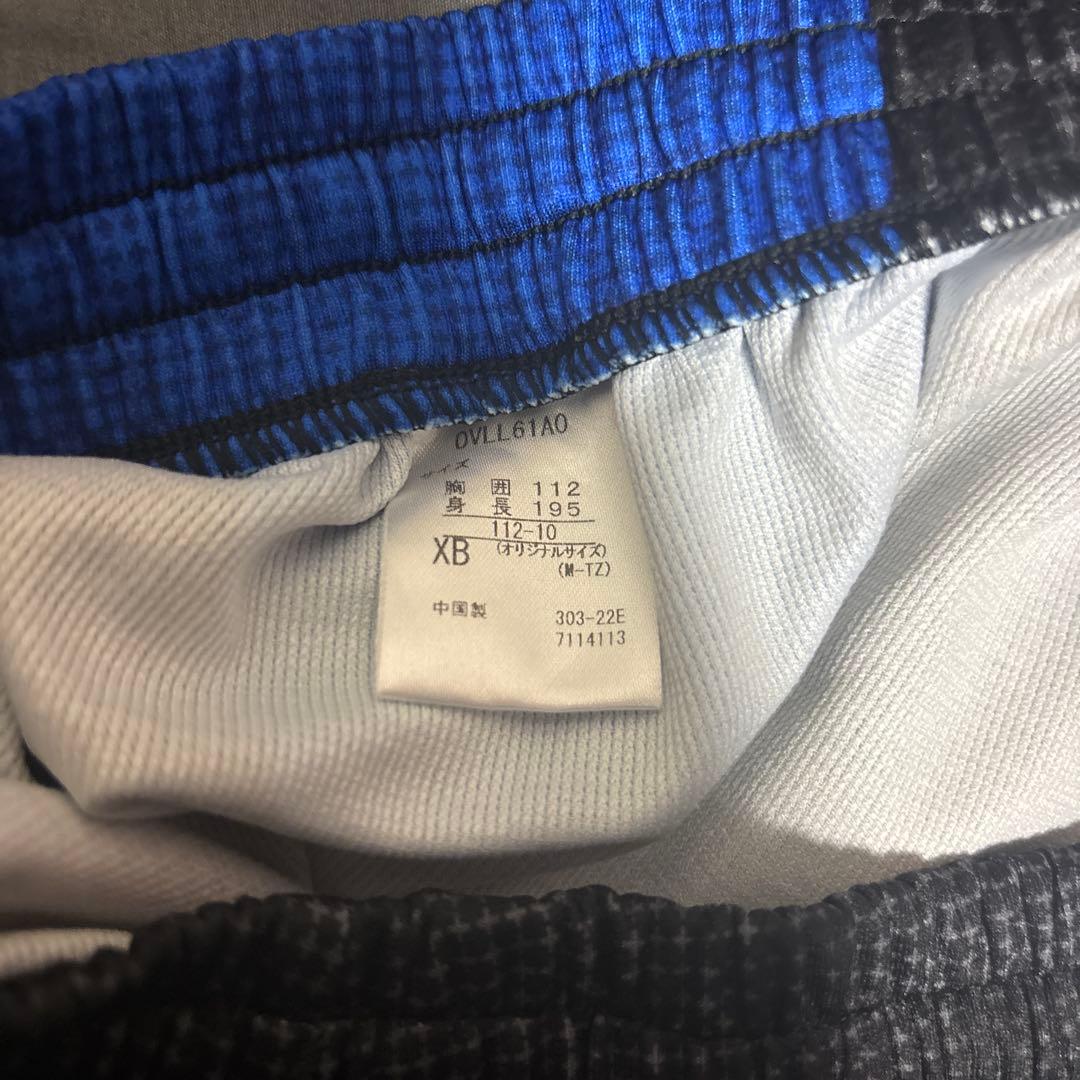 0VLL61A0
サイズ
胸囲 112
身長 195
112-10
XB (オリジナルサイズ)
(M-TZ)
中国製 303-22E
7114113